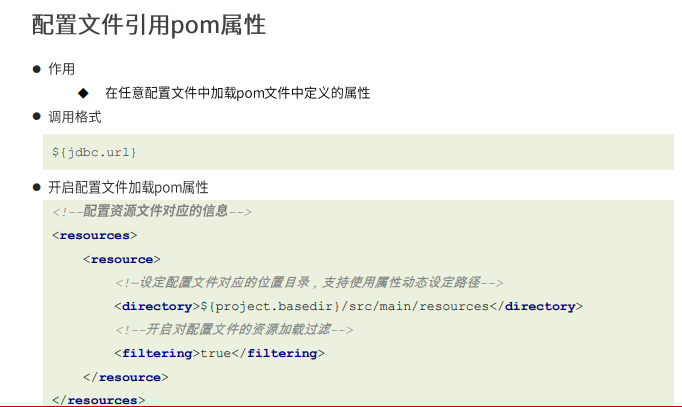 配置文件引用pom属性
作用
在任意配置文件中加载pom文件中定义的属性
调用格式
${jdbc.url}
开启配置文件加载pom属性
<!--配置资源文件对应的信息-->
<resources>
<resource>
<!—设定配置文件对应的位置目录，支持使用属性动态设定路径-->
<directory>${project.basedir}/src/main/resources</directory>
<!--开启对配置文件的资源加载过滤-->
<filtering>true</filtering>
</resource>
</resources>